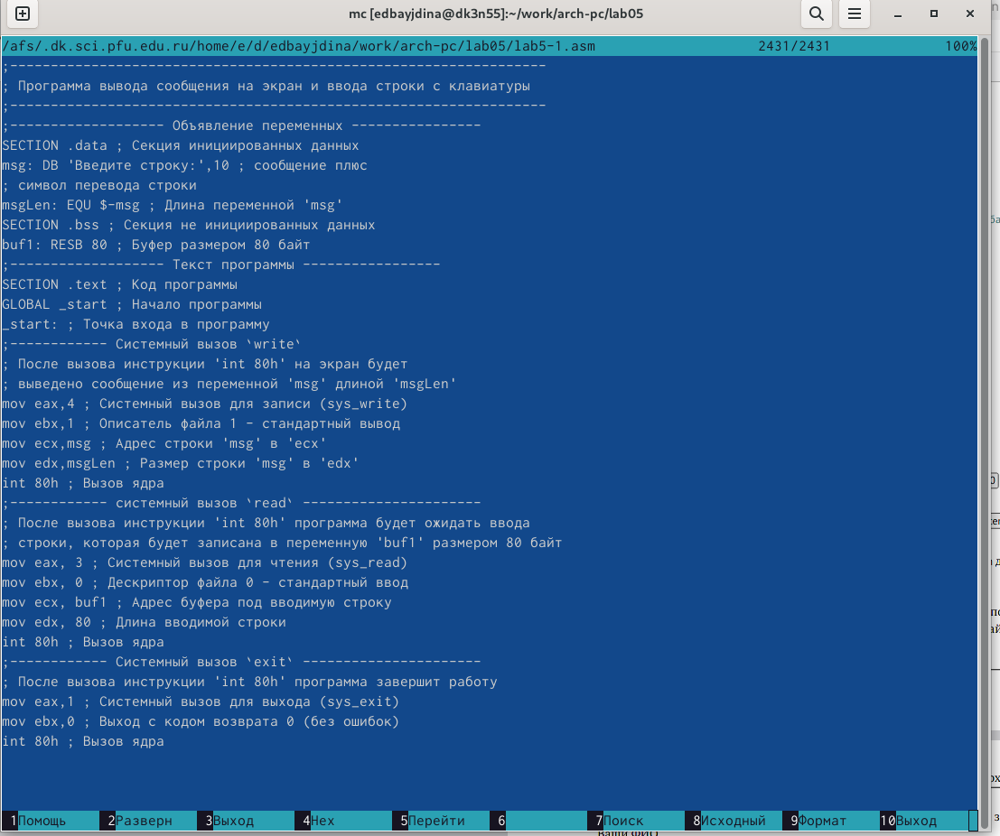 mc [edbayjdina@dk3n55]:~/work/arch-pc/lab05
/afs/.dk.sci.pfu.edu.ru/home/e/d/edbayjdina/work/arch-pc/lab05/lab5-1.asm 2431/2431 100%
;------------------------------------------------------------------
; Программа вывода сообщения на экран и ввода строки с клавиатуры
;------------------------------------------------------------------
;------------------- Объявление переменных ----------------
SECTION .data ; Секция инициированных данных
msg: DB 'Введите строку:',10 ; сообщение плюс
; символ перевода строки
msgLen: EQU $-msg ; Длина переменной 'msg'
SECTION .bss ; Секция не инициированных данных
buf1: RESB 80 ; Буфер размером 80 байт
;------------------- Текст программы -----------------
SECTION .text ; Код программы
GLOBAL _start ; Начало программы
_start: ; Точка входа в программу
;------------ Системный вызов `write`
; После вызова инструкции 'int 80h' на экран будет
; выведено сообщение из переменной 'msg' длиной 'msgLen'
mov eax,4 ; Системный вызов для записи (sys_write)
mov ebx,1 ; Описатель файла 1 - стандартный вывод
mov ecx,msg ; Адрес строки 'msg' в 'ecx'
mov edx,msgLen ; Размер строки 'msg' в 'edx'
int 80h ; Вызов ядра
;------------ системный вызов `read` ----------------------
; После вызова инструкции 'int 80h' программа будет ожидать ввода
; строки, которая будет записана в переменную 'buf1' размером 80 байт
mov eax, 3 ; Системный вызов для чтения (sys_read)
mov ebx, 0 ; Дескриптор файла 0 - стандартный ввод
mov ecx, buf1 ; Адрес буфера под вводимую строку
mov edx, 80 ; Длина вводимой строки
int 80h ; Вызов ядра
;------------ Системный вызов `exit` ----------------------
; После вызова инструкции 'int 80h' программа завершит работу
mov eax,1 ; Системный вызов для выхода (sys_exit)
mov ebx,0 ; Выход с кодом возврата 0 (без ошибок)
int 80h ; Вызов ядра
1Помощь 2Разверн 3Выход 4Hex 5Перейти 6 7Поиск 8Исходный 9Формат 10Выход